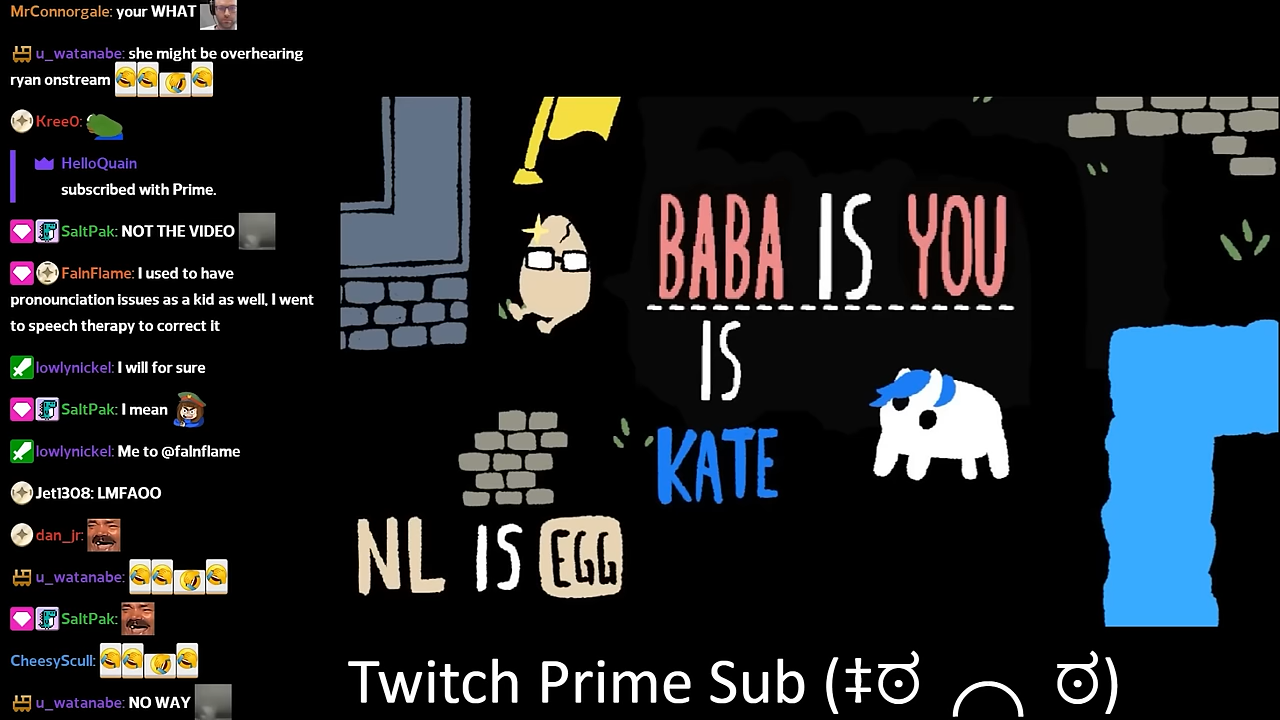 MrConnorgale: your WHAT
u_watanabe: she might be overhearing
ryan onstream
Kree0:
HelloQuain
subscribed with Prime.
SaltPak: NOT THE VIDEO
FalnFlame: I used to have
pronounciation issues as a kid as well, I went
to speech therapy to correct it
lowlynickel: I will for sure
SaltPak: I mean
lowlynickel: Me to @falnflame
Jet1308: LMFAOO
dan_jr:
u_watanabe:
SaltPak:
CheesyScull:
u_watanabe: NO WAY
BABA IS YOU
IS
KATE
NL IS EGG
Twitch Prime Sub (‡ಠ ╭╮ ಠ)